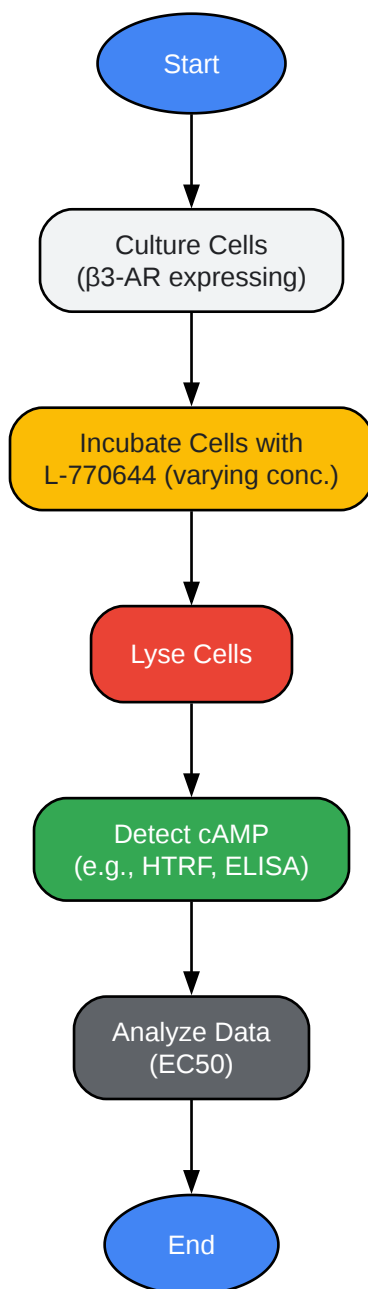 Start
Culture Cells
(β3-AR expressing)
Incubate Cells with
L-770644 (varying conc.)
Lyse Cells
Detect cAMP
(e.g., HTRF, ELISA)
Analyze Data
(EC50)
End